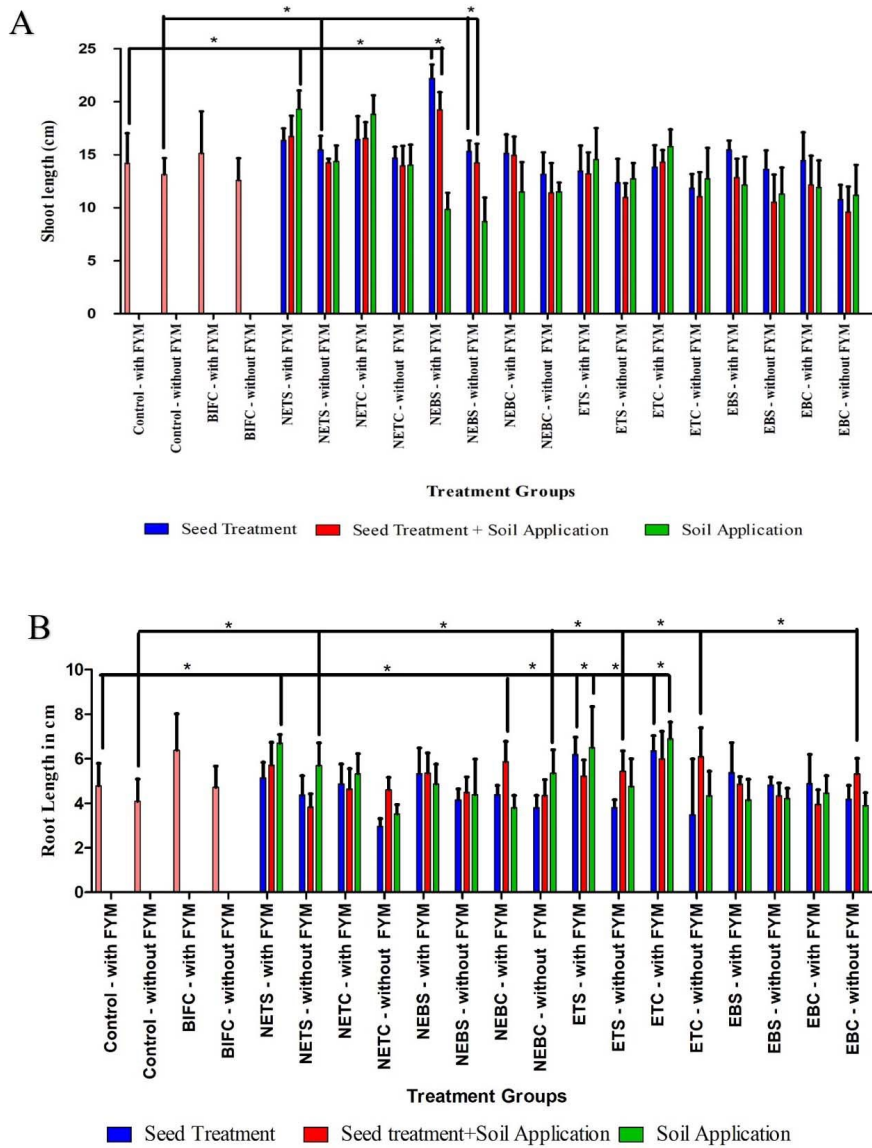 A
* *
* * *
25
20
15
10
5
0
Shoot length (cm)
Control - with FYM
Control - without FYM
BIFC - with FYM
BIFC - without FYM
NETS - with FYM
NETS - without FYM
NETC - with FYM
NETC - without FYM
NEBS - with FYM
NEBS - without FYM
NEBC - with FYM
NEBC - without FYM
ETS - with FYM
ETS - without FYM
ETC - with FYM
ETC - without FYM
EBS - with FYM
EBS - without FYM
EBC - with FYM
EBC - without FYM
Treatment Groups
Seed Treatment Seed Treatment + Soil Application Soil Application
B
* * * * *
* * * * * *
10
8
6
4
2
0
Root Length in cm
Control - with FYM
Control - without FYM
BIFC - with FYM
BIFC - without FYM
NETS - with FYM
NETS - without FYM
NETC - with FYM
NETC - without FYM
NEBS - with FYM
NEBS - without FYM
NEBC - with FYM
NEBC - without FYM
ETS - with FYM
ETS - without FYM
ETC - with FYM
ETC - without FYM
EBS - with FYM
EBS - without FYM
EBC - with FYM
EBC - without FYM
Treatment Groups
Seed Treatment Seed treatment+Soil Application Soil Application